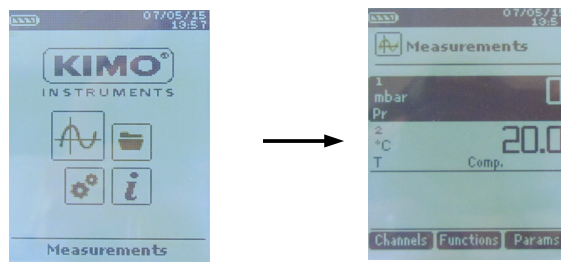 07/05/15
13:57
KIMO®
INSTRUMENTS
i
Measurements
07/05/15
13:5
Measurements
1
mbar
Pr
2
°C
20.0
T
Comp.
Channels Functions Params